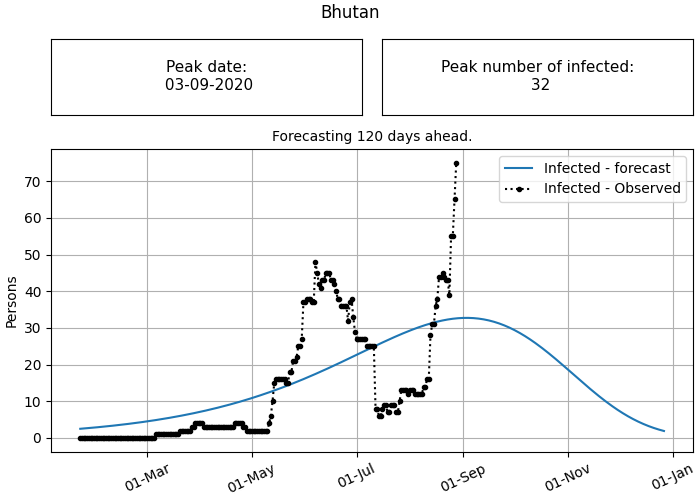 Bhutan
Peak date:
03-09-2020
Peak number of infected:
32
Forecasting 120 days ahead.
Infected - forecast
Infected - Observed
Persons
70
60
50
40
30
20
10
0
01-Mar
01-May
01-Jul
01-Sep
01-Nov
01-Jan